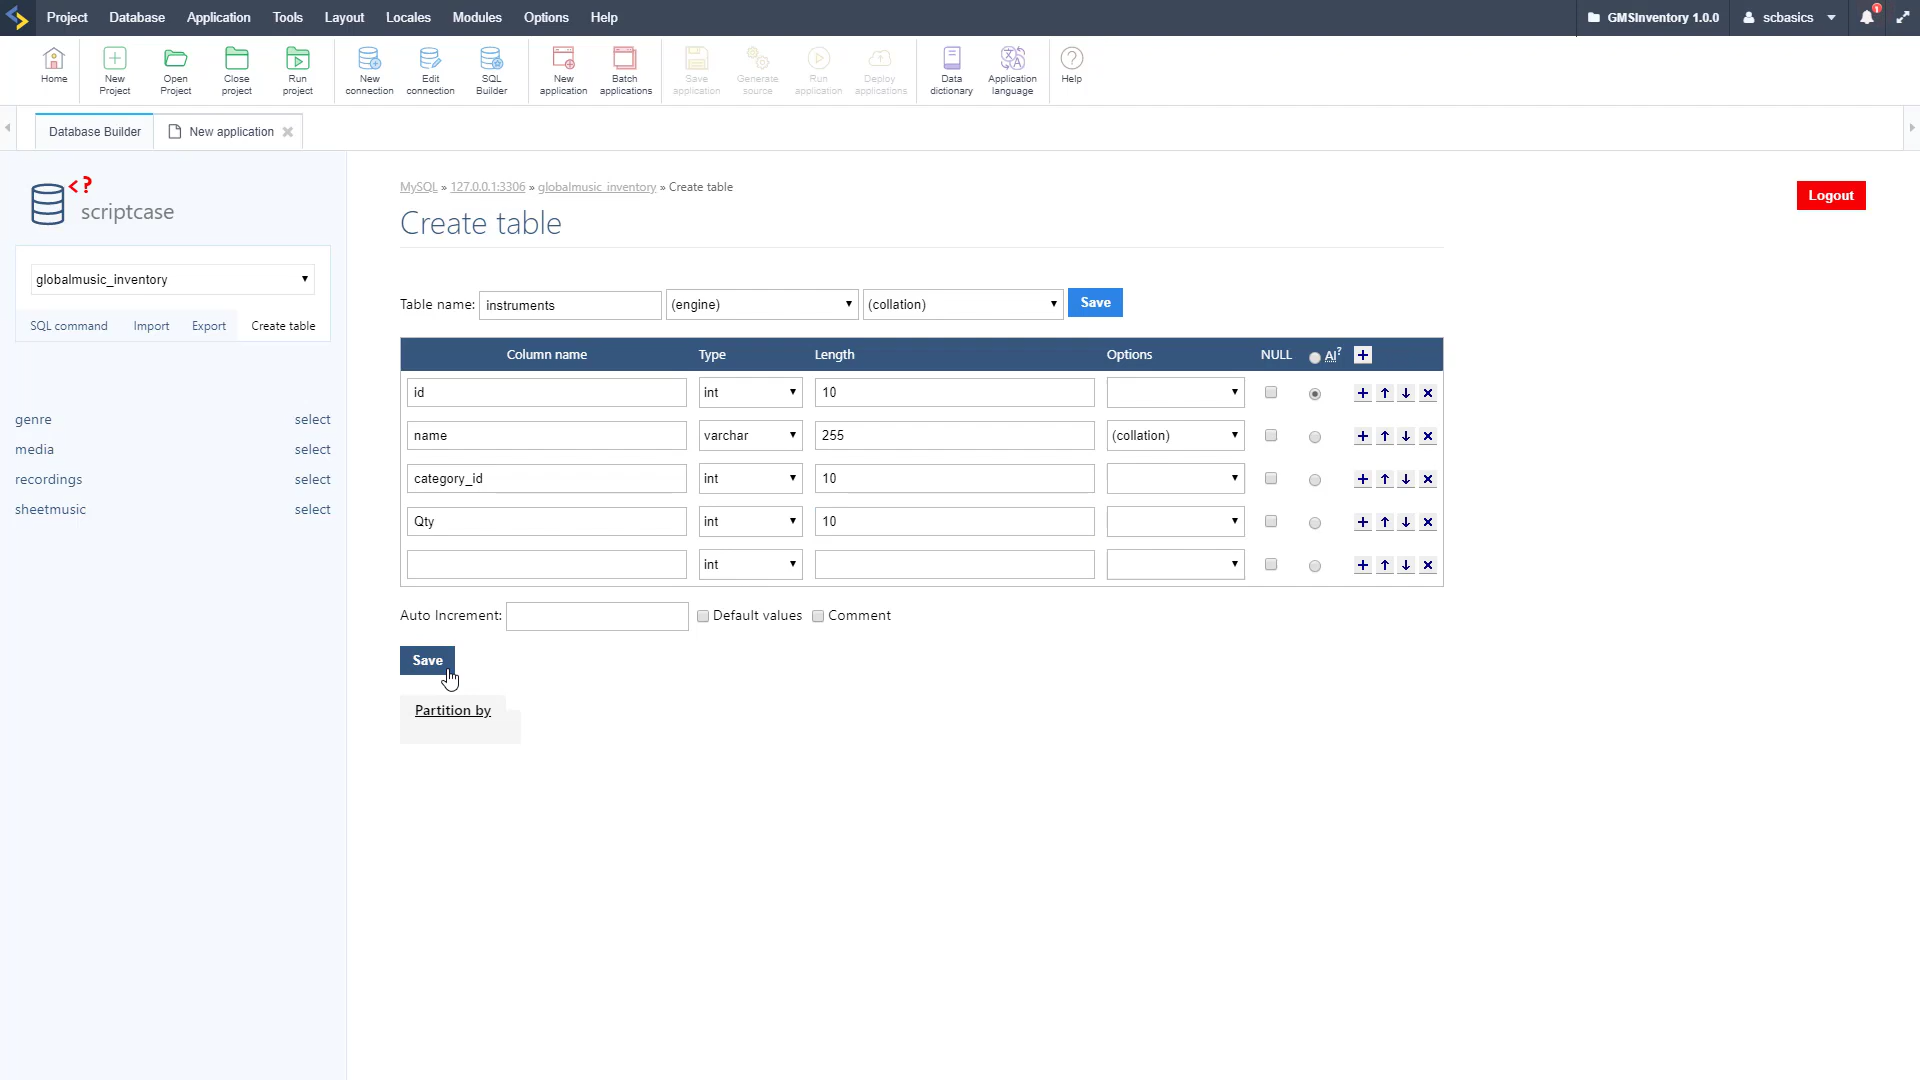 Project Database Application Tools Layout Locales Modules Options Help GMSInventory 1.0.0 scbasics 1
Home New Project Open Project Close project Run project New connection Edit connection SQL Builder New application Batch applications Save application Generate source Run application Deploy applications Data dictionary Application language Help
Database Builder New application
<? scriptcase
globalmusic_inventory
SQL command Import Export Create table
genre select
media select
recordings select
sheetmusic select
MySQL » 127.0.0.1:3306 » globalmusic_inventory » Create table
Logout
Create table
Table name: instruments (engine) (collation) Save
Column name Type Length Options NULL AI?
id int 10
name varchar 255 (collation)
category_id int 10
Qty int 10
int
Auto Increment: Default values Comment
Save
Partition by